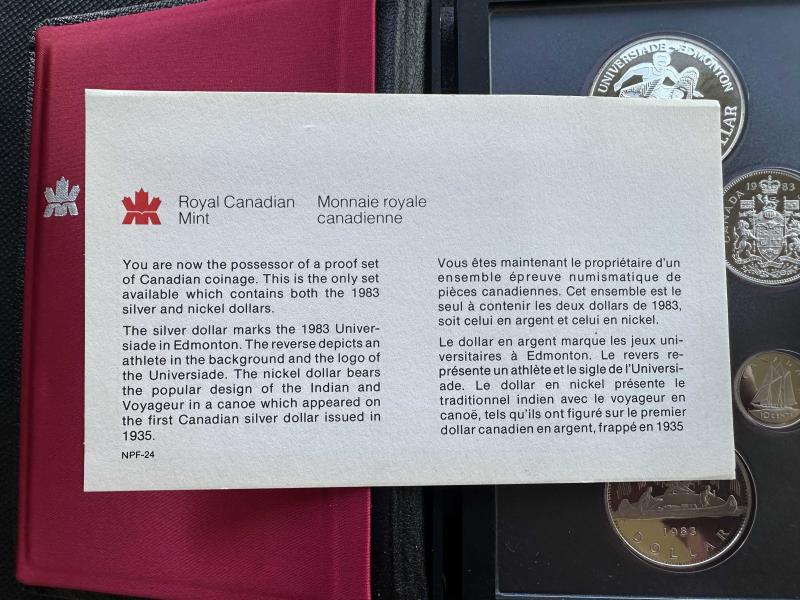 Royal Canadian
Mint
Monnaie royale
canadienne
You are now the possessor of a proof set
of Canadian coinage. This is the only set
available which contains both the 1983
silver and nickel dollars.
The silver dollar marks the 1983 Univer-
siade in Edmonton. The reverse depicts an
athlete in the background and the logo of
the Universiade. The nickel dollar bears
the popular design of the Indian and
Voyageur in a canoe which appeared on
the first Canadian silver dollar issued in
1935.
NPF-24
Vous êtes maintenant le propriétaire d'un
ensemble épreuve numismatique de
pièces canadiennes. Cet ensemble est le
seul à contenir les deux dollars de 1983,
soit celui en argent et celui en nickel.
Le dollar en argent marque les jeux uni-
versitaires à Edmonton. Le revers re-
présente un athlète et le sigle de l'Universi-
ade. Le dollar en nickel présente le
traditionnel indien avec le voyageur en
canoë, tels qu'ils ont figuré sur le premier
dollar canadien en argent, frappé en 1935
UNIVERSIADE - EDMONTON
LLAR
1983
CANADA
10 CENTS
1983
DOLLAR